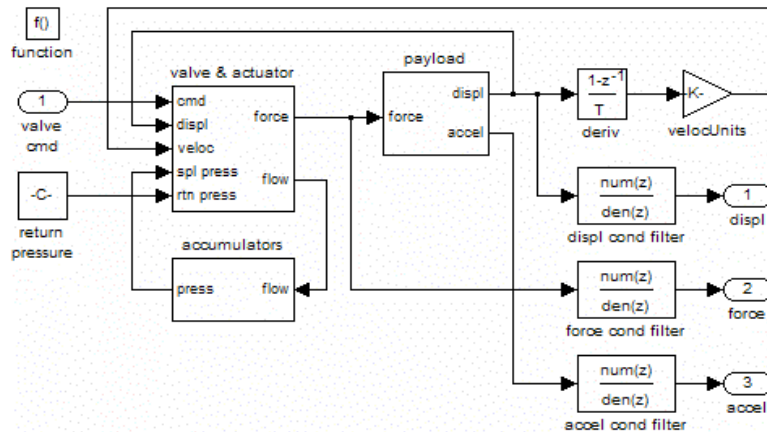 f()
function
1
valve
cmd
-C-
return
pressure
valve & actuator
cmd
displ
veloc
spl press
rtn press
force
flow
accumulators
press
flow
payload
force
displ
accel
1-z⁻¹
T
deriv
-K-
velocUnits
num(z)
den(z)
displ cond filter
1
displ
num(z)
den(z)
force cond filter
2
force
num(z)
den(z)
accel cond filter
3
accel